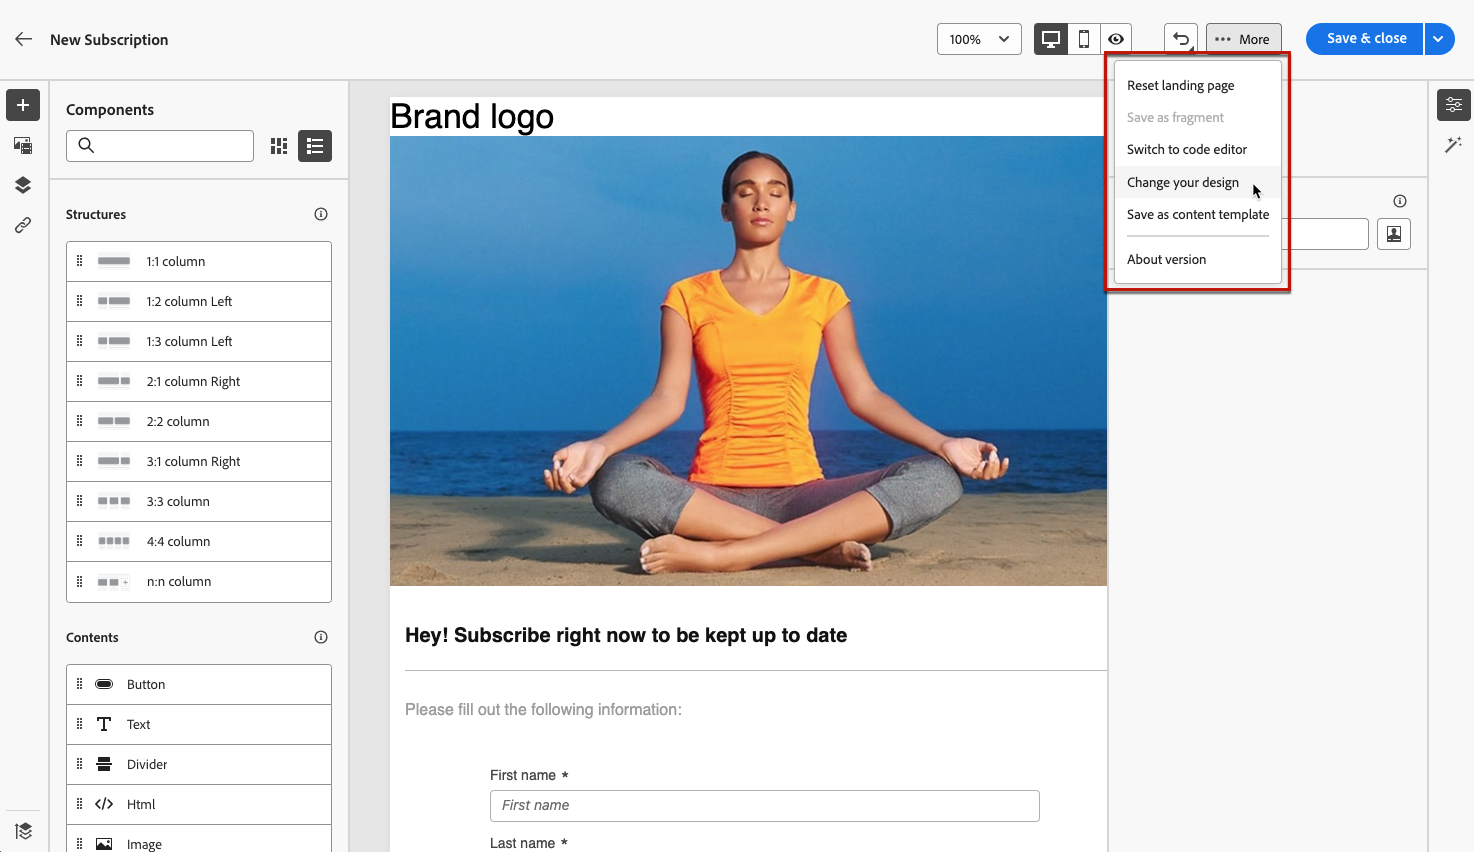 New Subscription
100%
More
Save & close
Components
Structures
1:1 column
1:2 column Left
1:3 column Left
2:1 column Right
2:2 column
3:1 column Right
3:3 column
4:4 column
n:n column
Contents
Button
Text
Divider
Html
Image
Brand logo
Hey! Subscribe right now to be kept up to date
Please fill out the following information:
First name *
First name
Last name *
Reset landing page
Save as fragment
Switch to code editor
Change your design
Save as content template
About version